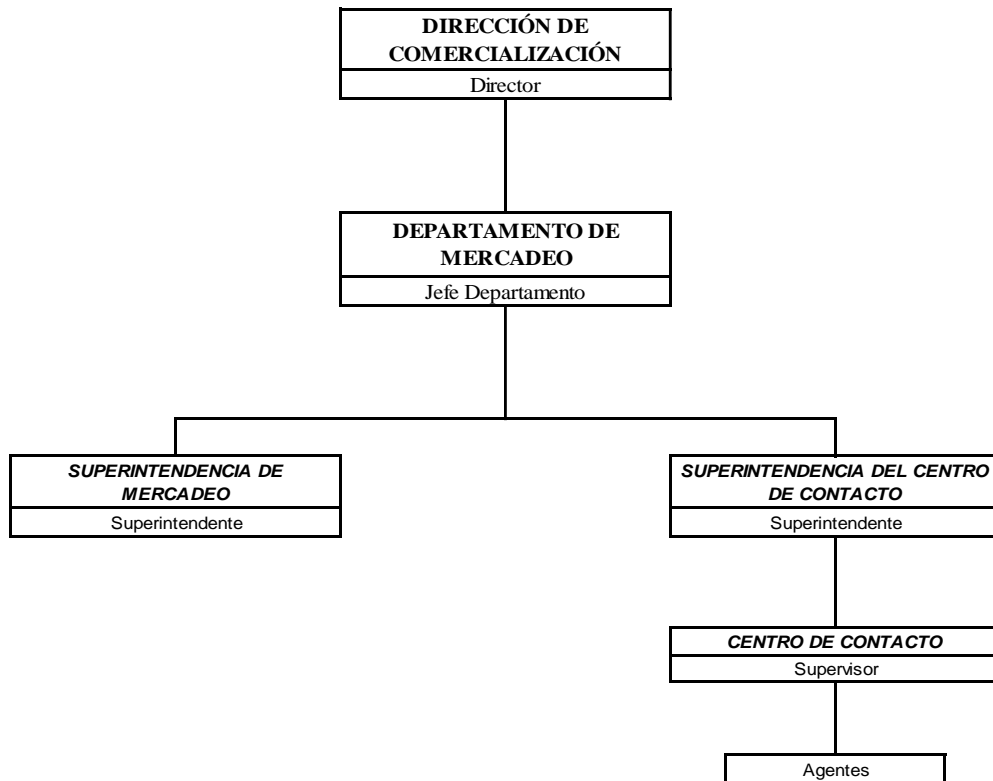 DIRECCIÓN DE
COMERCIALIZACIÓN
Director
DEPARTAMENTO DE
MERCADEO
Jefe Departamento
SUPERINTENDENCIA DE
MERCADEO
Superintendente
SUPERINTENDENCIA DEL CENTRO
DE CONTACTO
Superintendente
CENTRO DE CONTACTO
Supervisor
Agentes